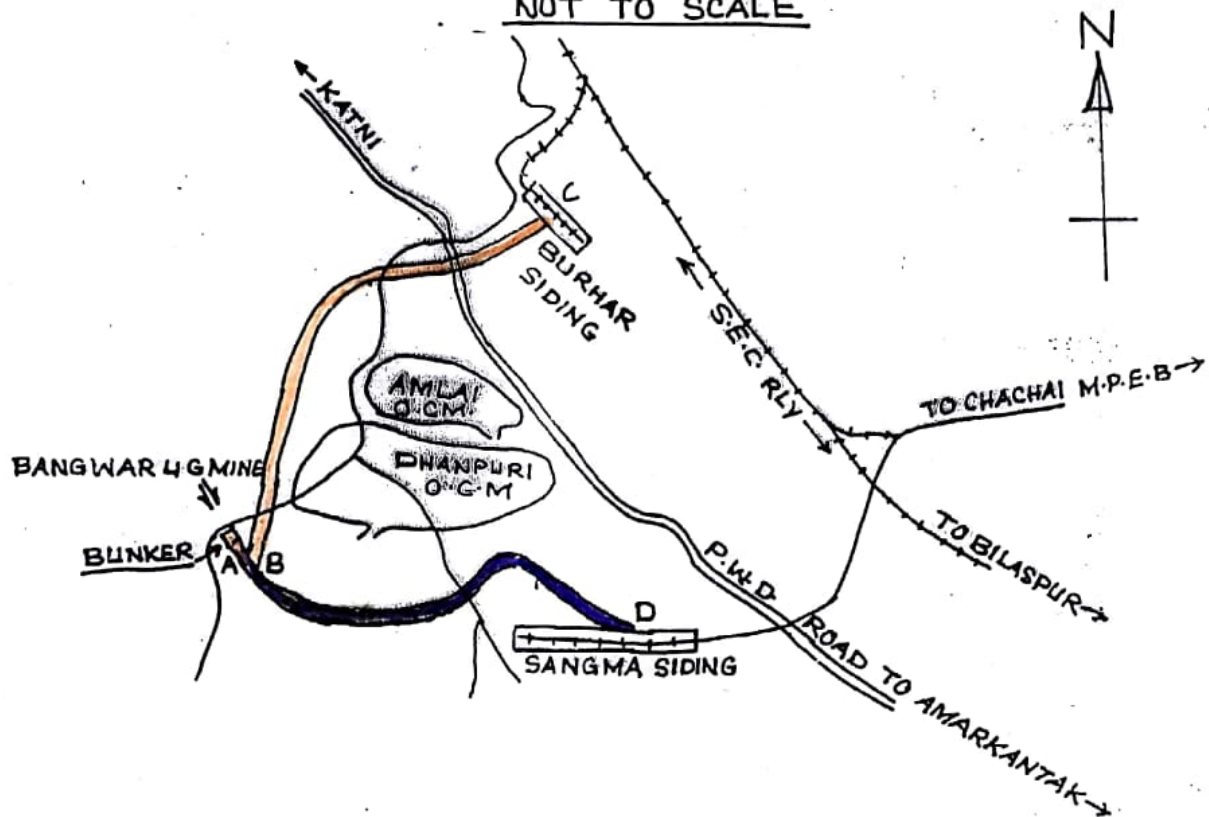 NOT TO SCALE
N
KATNI
C
BURHAR
SIDING
S.E.C. RLY
AMLAI
O.C.M.
TO CHACHAI M.P.E.B
DHANPURI
O.C.M
BANGWAR U G MINE
BUNKER
A
B
TO BILASPUR
P.W.D. ROAD TO AMARKANTAK
D
SANGMA SIDING